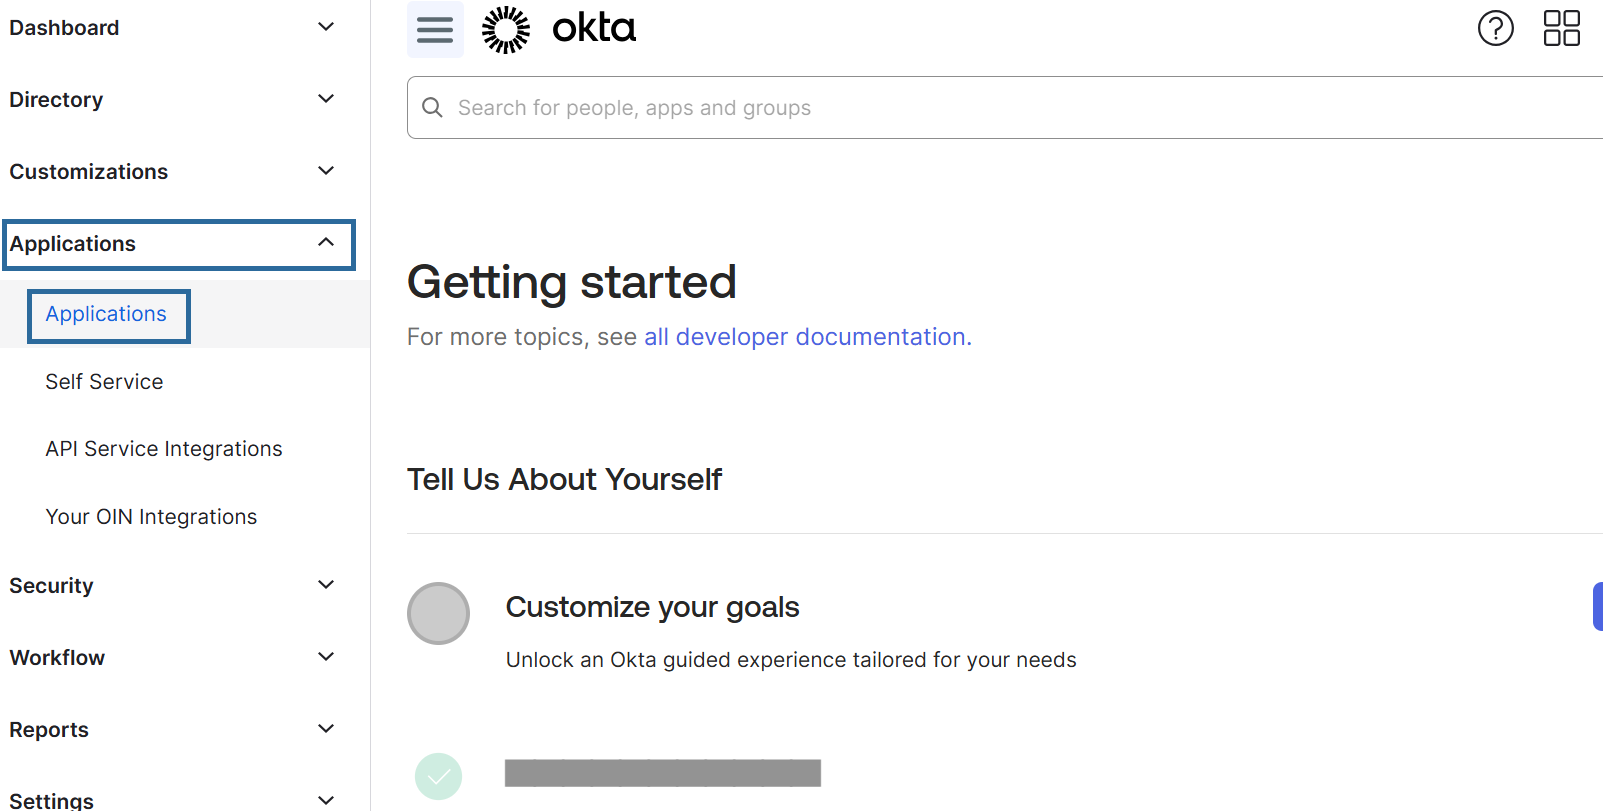 Dashboard
Directory
Customizations
Applications
Applications
Self Service
API Service Integrations
Your OIN Integrations
Security
Workflow
Reports
Settings
okta
Search for people, apps and groups
Getting started
For more topics, see all developer documentation.
Tell Us About Yourself
Customize your goals
Unlock an Okta guided experience tailored for your needs